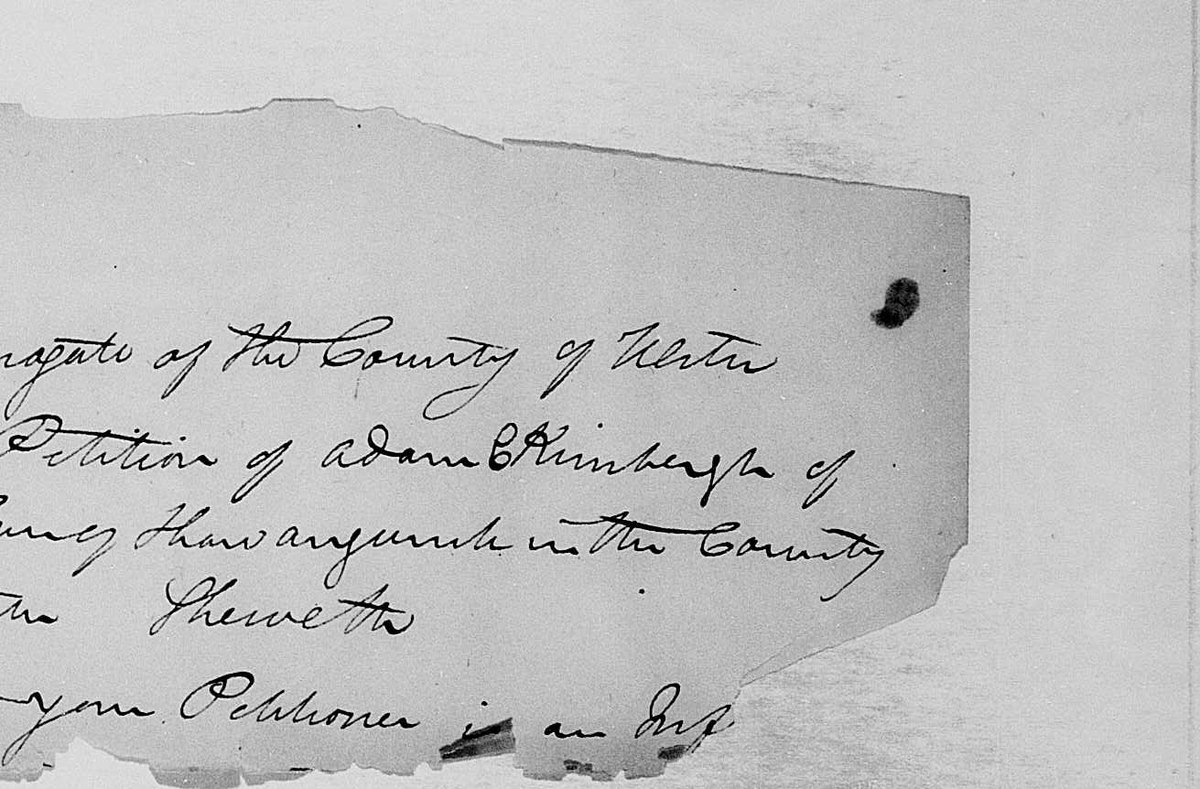 rogate of the County of Ulster
Petition of Adam C Kimbergh of
Shawangunk in the County
Sheweth
your Petitioner is an Inf